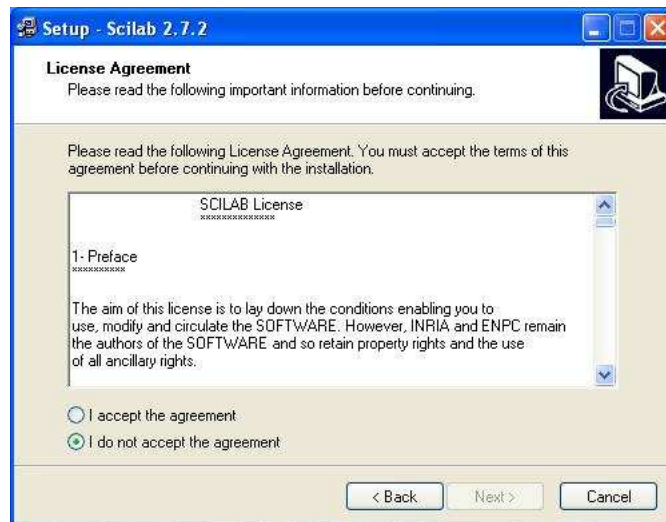 Setup - Scilab 2.7.2
License Agreement
Please read the following important information before continuing.
Please read the following License Agreement. You must accept the terms of this
agreement before continuing with the installation.
SCILAB License
**************
1- Preface
**********
The aim of this license is to lay down the conditions enabling you to
use, modify and circulate the SOFTWARE. However, INRIA and ENPC remain
the authors of the SOFTWARE and so retain property rights and the use
of all ancillary rights.
I accept the agreement
I do not accept the agreement
< Back Next > Cancel